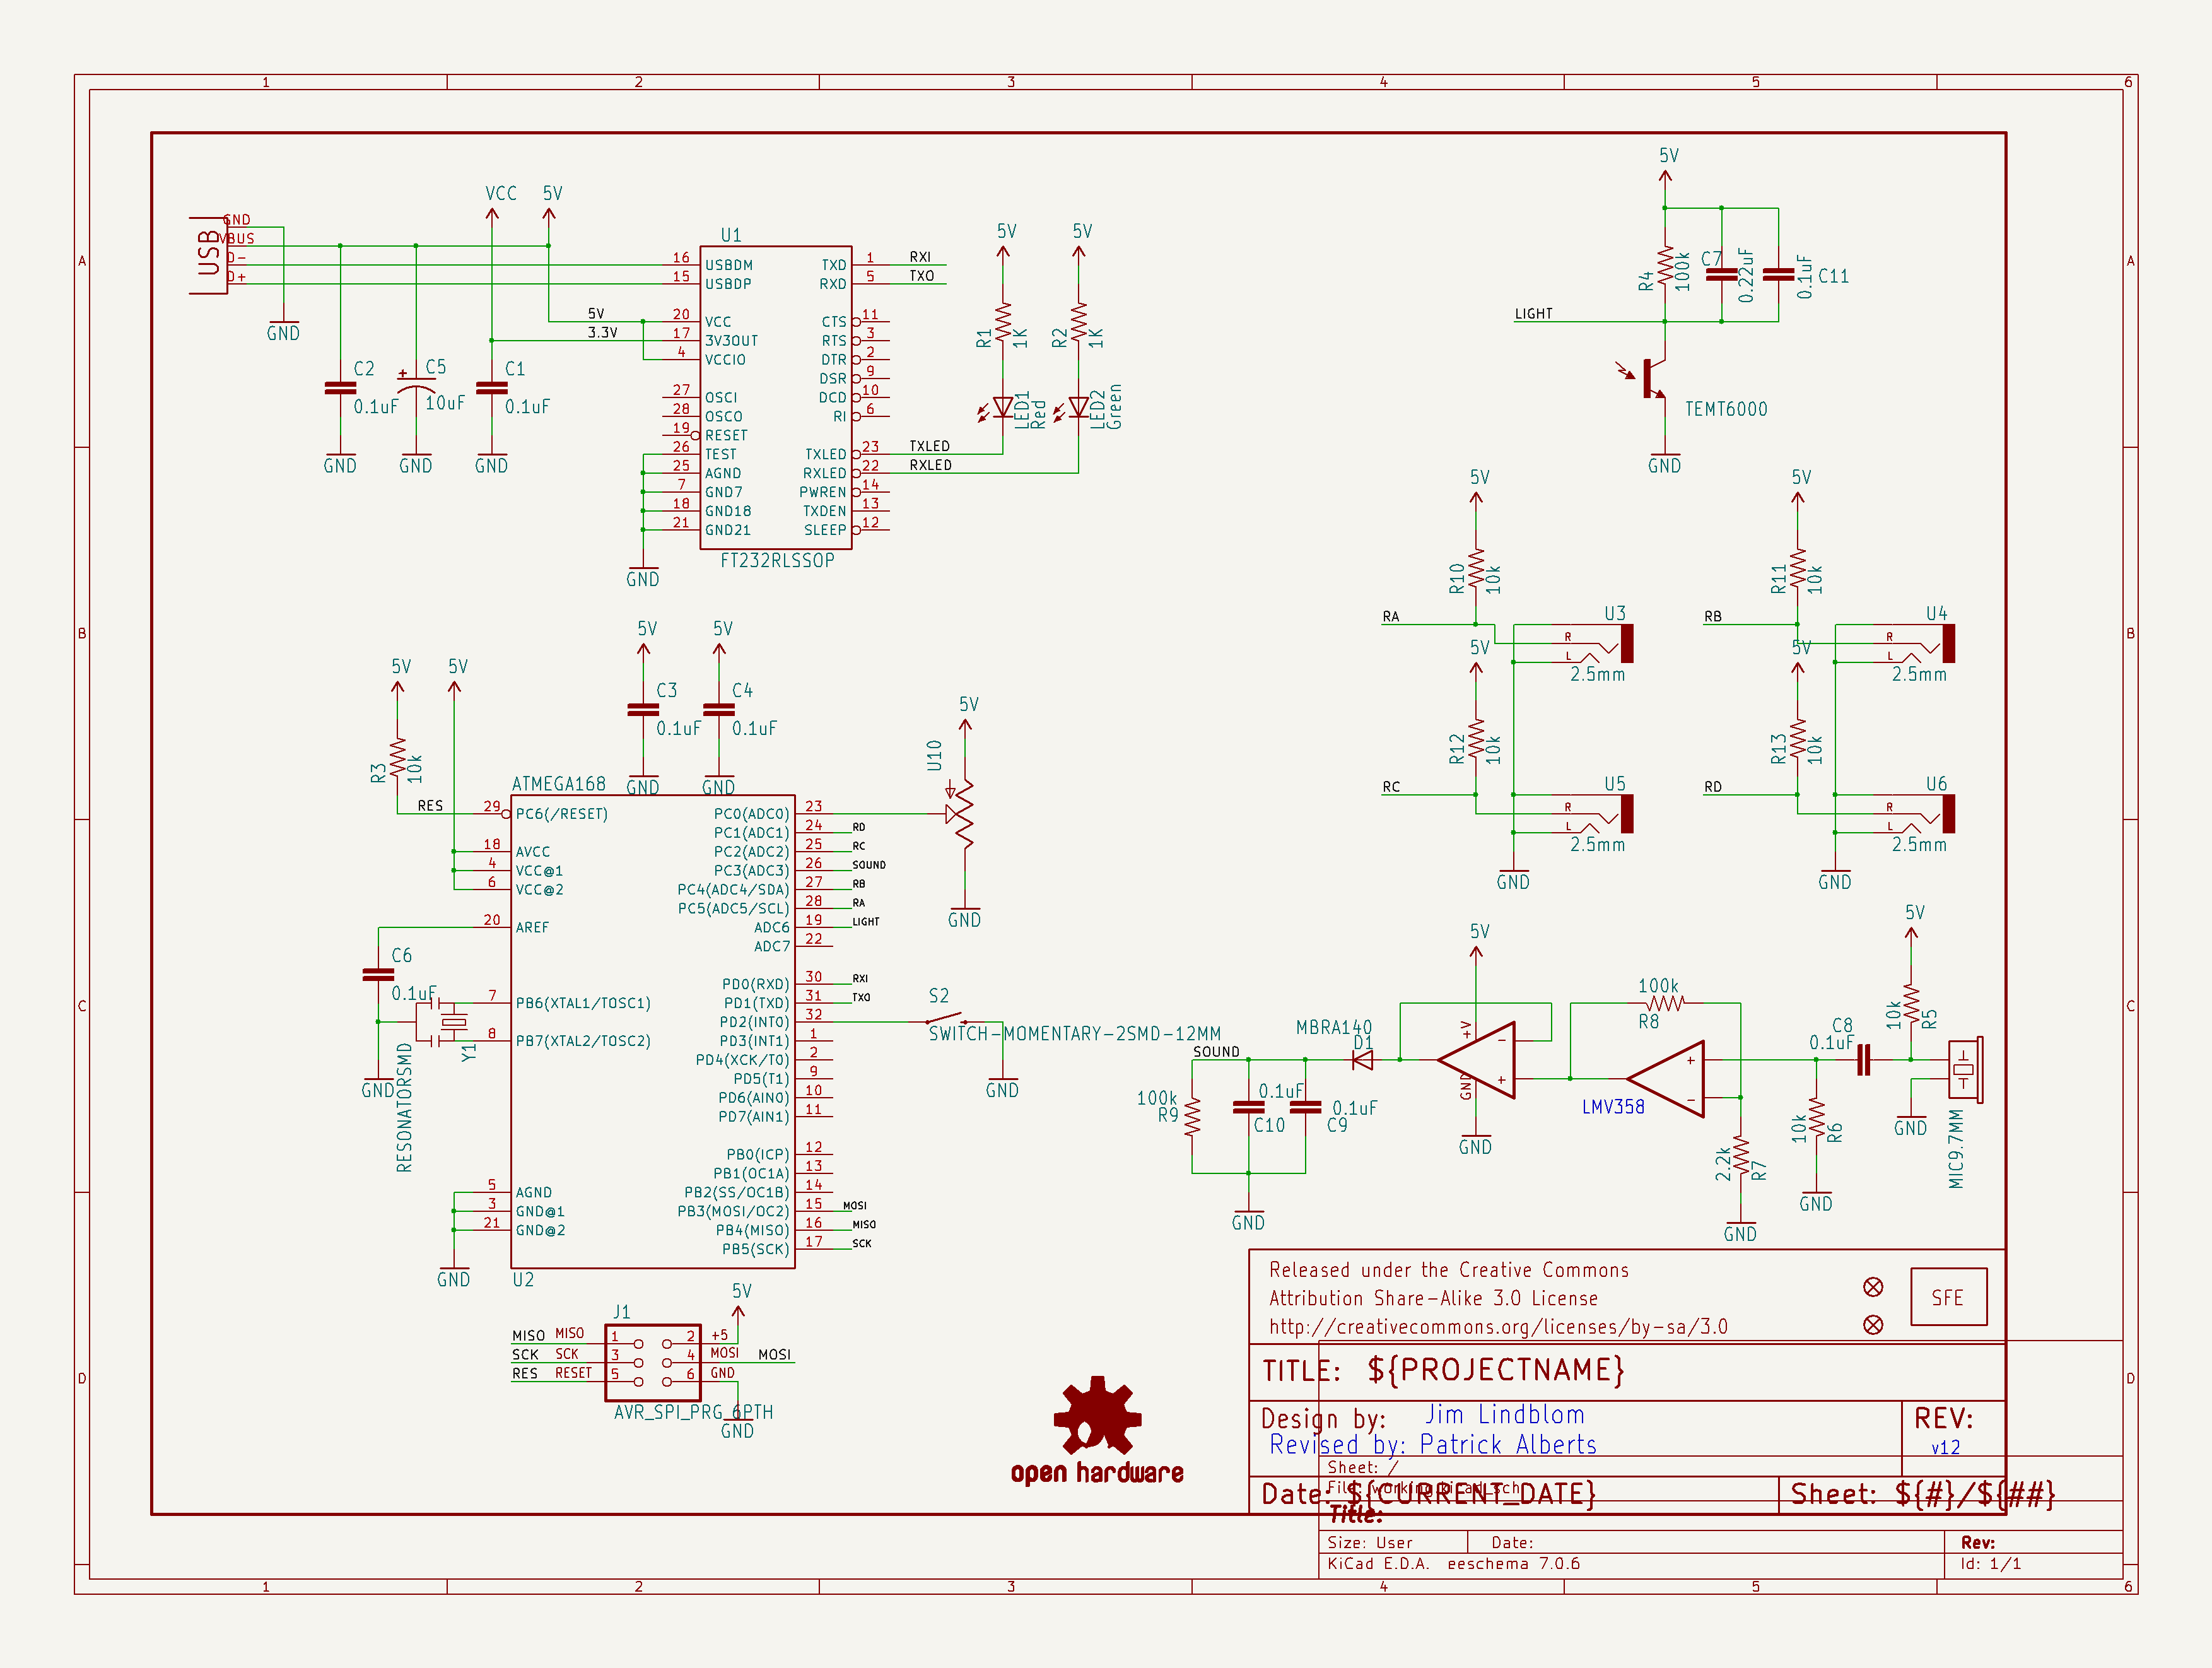 1 2 3 4 5 6
A A
B B
C C
D D
USB
GND
VBUS
D-
D+
GND
VCC
5V
C2
0.1uF
GND
C5
10uF
GND
C1
0.1uF
GND
5V
3.3V
U1
16 USBDM TXD 1 RXI
15 USBDP RXD 5 TXO
20 VCC CTS 11
17 3V3OUT RTS 3
4 VCCIO DTR 2
DSR 9
27 OSCI DCD 10
28 OSCO RI 6
19 RESET
26 TEST TXLED 23 TXLED
25 AGND RXLED 22 RXLED
7 GND7 PWREN 14
18 GND18 TXDEN 13
21 GND21 SLEEP 12
FT232RLSSOP
GND
5V
R1
1K
LED1
Red
5V
R2
1K
LED2
Green
5V
R4
100k
C7
0.22uF
0.1uF
C11
LIGHT
TEMT6000
GND
5V
R10
10k
RA
U3
R
L
2.5mm
5V
R11
10k
RB
U4
R
L
2.5mm
5V
R12
10k
RC
U5
R
L
2.5mm
GND
5V
R13
10k
RD
U6
R
L
2.5mm
GND
5V
C3
0.1uF
GND
5V
C4
0.1uF
GND
5V
R3
10k
RES
5V
ATMEGA168
29 PC6(/RESET) PC0(ADC0) 23
PC1(ADC1) 24 RD
18 AVCC PC2(ADC2) 25 RC
4 VCC@1 PC3(ADC3) 26 SOUND
6 VCC@2 PC4(ADC4/SDA) 27 RB
PC5(ADC5/SCL) 28 RA
20 AREF ADC6 19 LIGHT
ADC7 22
PD0(RXD) 30 RXI
7 PB6(XTAL1/TOSC1) PD1(TXD) 31 TXO
PD2(INT0) 32
8 PB7(XTAL2/TOSC2) PD3(INT1) 1
PD4(XCK/T0) 2
PD5(T1) 9
PD6(AIN0) 10
PD7(AIN1) 11
PB0(ICP) 12
PB1(OC1A) 13
5 AGND PB2(SS/OC1B) 14
3 GND@1 PB3(MOSI/OC2) 15 MOSI
21 GND@2 PB4(MISO) 16 MISO
PB5(SCK) 17 SCK
GND
U2
C6
0.1uF
GND
RESONATORSMD
Y1
U10
5V
GND
S2
SWITCH-MOMENTARY-2SMD-12MM
GND
SOUND
100k
R9
0.1uF
C10
0.1uF
C9
GND
MBRA140
D1
5V
+V
GND
-
+
GND
100k
R8
+
-
LMV358
2.2k
R7
GND
10k
R6
GND
C8
0.1uF
5V
10k
R5
GND
MIC9.7MM
J1
5V
MISO MISO 1 2 +5
SCK SCK 3 4 MOSI MOSI
RES RESET 5 6 GND
AVR_SPI_PRG_6PTH
GND
open hardware
Released under the Creative Commons
Attribution Share-Alike 3.0 License
http://creativecommons.org/licenses/by-sa/3.0
SFE
TITLE: ${PROJECTNAME}
Design by: Jim Lindblom
Revised by: Patrick Alberts
REV:
v12
Date: ${CURRENT_DATE}
Sheet: ${#}/${##}
Sheet: /
File: working.kicad_sch
Title:
Size: User Date: Rev:
KiCad E.D.A. eeschema 7.0.6 Id: 1/1
1 2 3 4 5 6